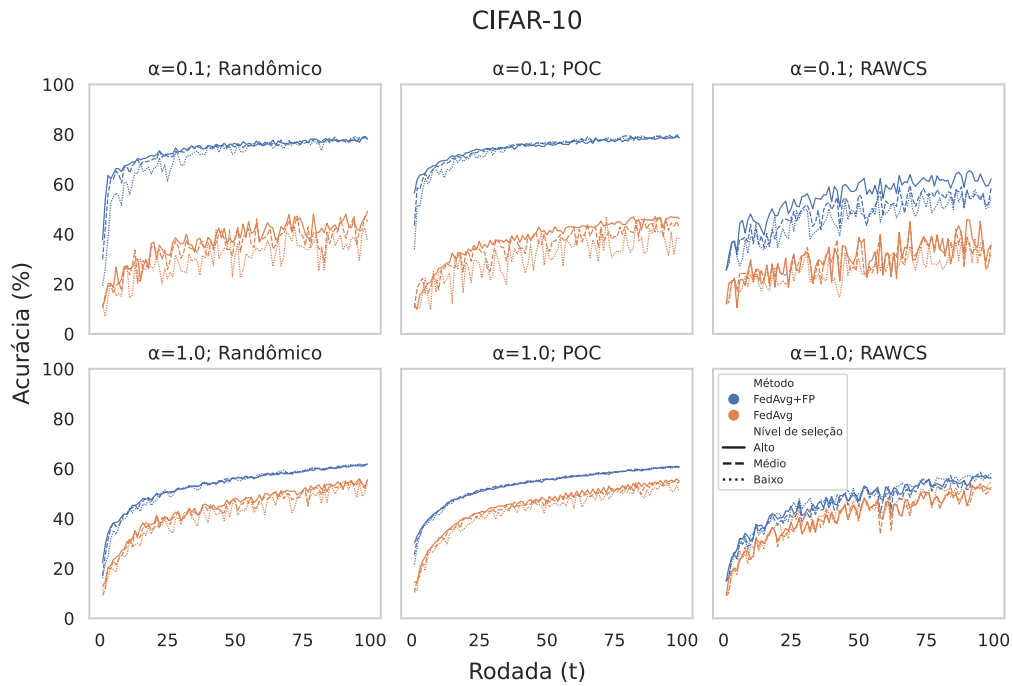 CIFAR-10
α=0.1; Randômico
α=0.1; POC
α=0.1; RAWCS
100
80
60
40
20
0
α=1.0; Randômico
α=1.0; POC
α=1.0; RAWCS
100
80
60
40
20
0
Acurácia (%)
Método
FedAvg+FP
FedAvg
Nível de seleção
Alto
Médio
Baixo
0 25 50 75 100
0 25 50 75 100
0 25 50 75 100
Rodada (t)